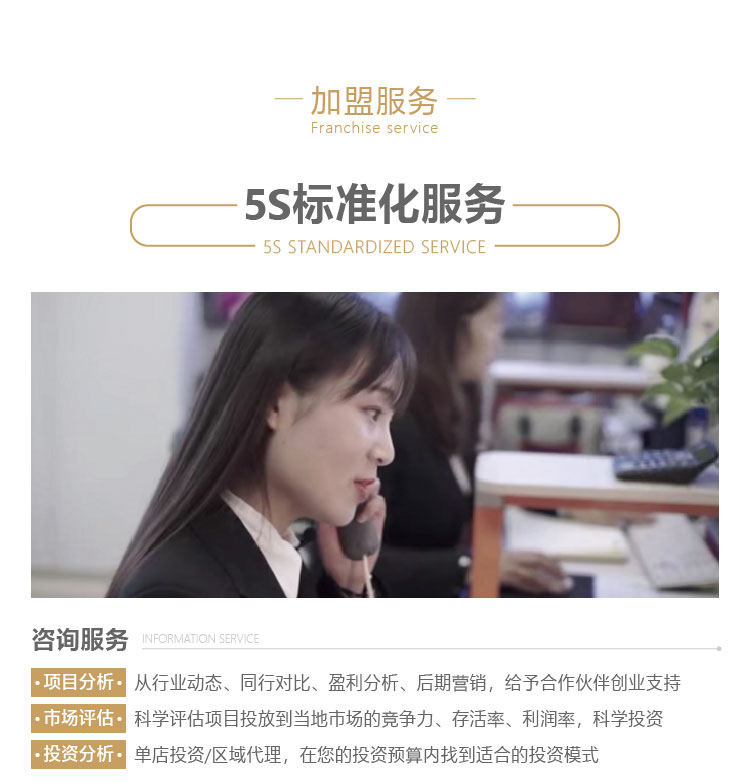 加盟服务
Franchise service
5S标准化服务
5S STANDARDIZED SERVICE
咨询服务 INFORMATION SERVICE
•项目分析• 从行业动态、同行对比、盈利分析、后期营销，给予合作伙伴创业支持
•市场评估• 科学评估项目投放到当地市场的竞争力、存活率、利润率，科学投资
•投资分析• 单店投资/区域代理，在您的投资预算内找到适合的投资模式